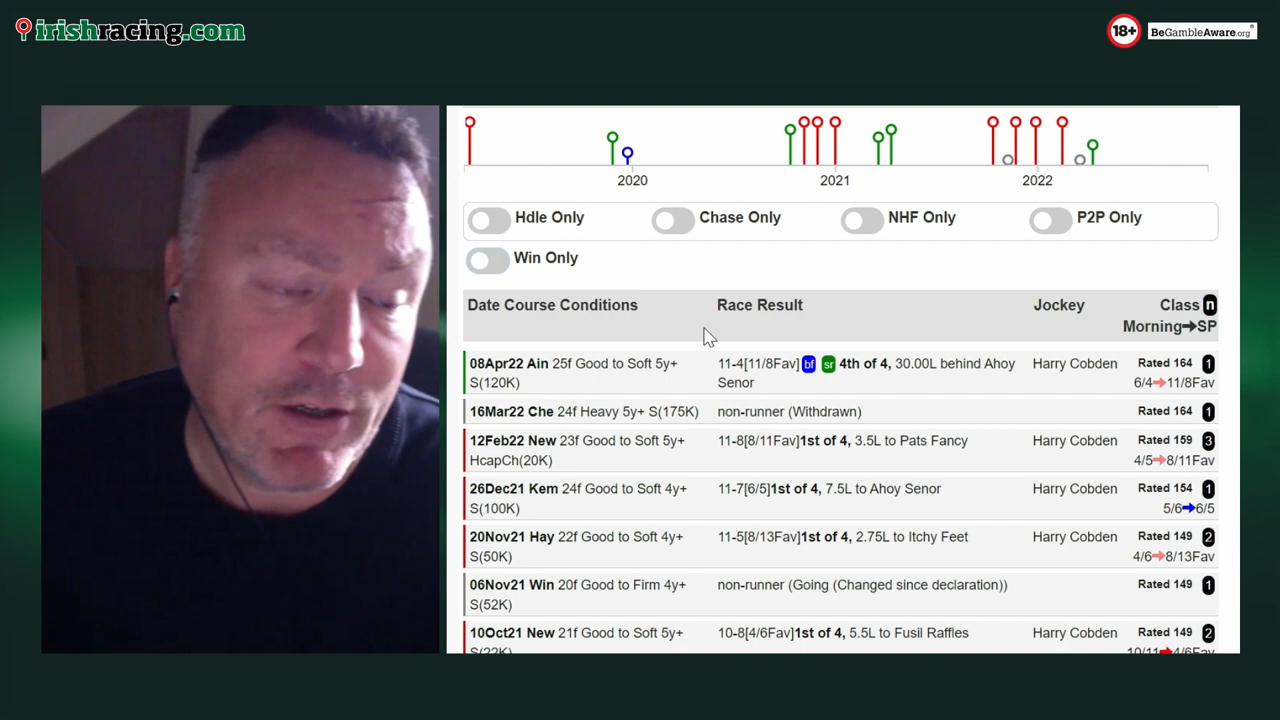 irishracing.com
18+ BeGambleAware.org®
2020 2021 2022
Hdle Only Chase Only NHF Only P2P Only
Win Only
Date Course Conditions Race Result Jockey Class n
Morning➔SP
08Apr22 Ain 25f Good to Soft 5y+ 11-4[11/8Fav] bf sr 4th of 4, 30.00L behind Ahoy Harry Cobden Rated 164 1
S(120K) Senor 6/4➔11/8Fav
16Mar22 Che 24f Heavy 5y+ S(175K) non-runner (Withdrawn) Rated 164 1
12Feb22 New 23f Good to Soft 5y+ 11-8[8/11Fav]1st of 4, 3.5L to Pats Fancy Harry Cobden Rated 159 3
HcapCh(20K) 4/5➔8/11Fav
26Dec21 Kem 24f Good to Soft 4y+ 11-7[6/5]1st of 4, 7.5L to Ahoy Senor Harry Cobden Rated 154 1
S(100K) 5/6➔6/5
20Nov21 Hay 22f Good to Soft 4y+ 11-5[8/13Fav]1st of 4, 2.75L to Itchy Feet Harry Cobden Rated 149 2
S(50K) 4/6➔8/13Fav
06Nov21 Win 20f Good to Firm 4y+ non-runner (Going (Changed since declaration)) Rated 149 1
S(52K)
10Oct21 New 21f Good to Soft 5y+ 10-8[4/6Fav]1st of 4, 5.5L to Fusil Raffles Harry Cobden Rated 149 2
S(22K) 10/11➔4/6Fav